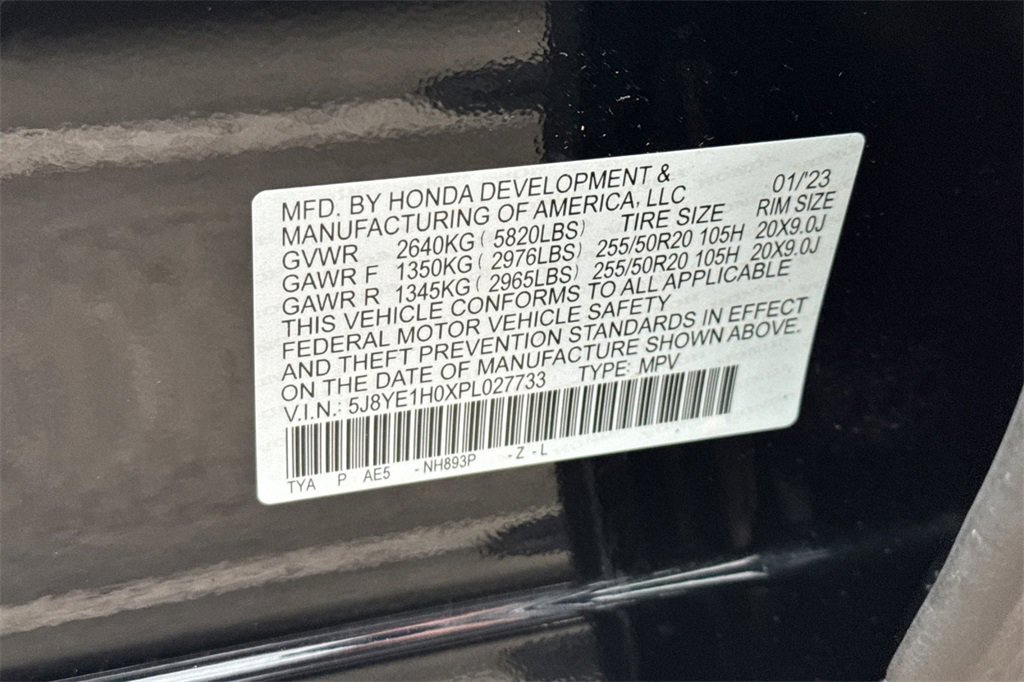 MFD. BY HONDA DEVELOPMENT &
MANUFACTURING OF AMERICA, LLC 01/'23
GVWR 2640KG ( 5820LBS) TIRE SIZE RIM SIZE
GAWR F 1350KG ( 2976LBS) 255/50R20 105H 20X9.0J
GAWR R 1345KG ( 2965LBS) 255/50R20 105H 20X9.0J
THIS VEHICLE CONFORMS TO ALL APPLICABLE
FEDERAL MOTOR VEHICLE SAFETY
AND THEFT PREVENTION STANDARDS IN EFFECT
ON THE DATE OF MANUFACTURE SHOWN ABOVE.
V.I.N.: 5J8YE1H0XPL027733 TYPE: MPV
TYA P AE5 - NH893P - Z - L